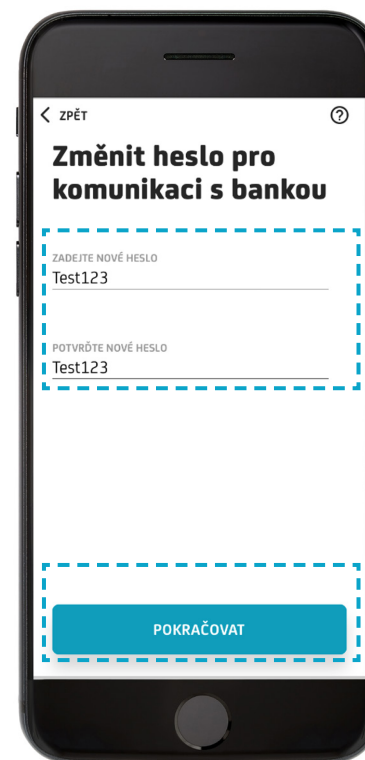 ZPĚT
Změnit heslo pro
komunikaci s bankou
ZADEJTE NOVÉ HESLO
Test123
POTVRĎTE NOVÉ HESLO
Test123
POKRAČOVAT